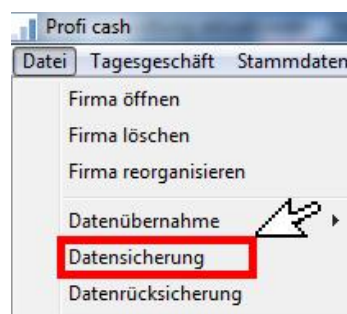 Profi cash
Datei Tagesgeschäft Stammdaten
Firma öffnen
Firma löschen
Firma reorganisieren
Datenübernahme
Datensicherung
Datenrücksicherung